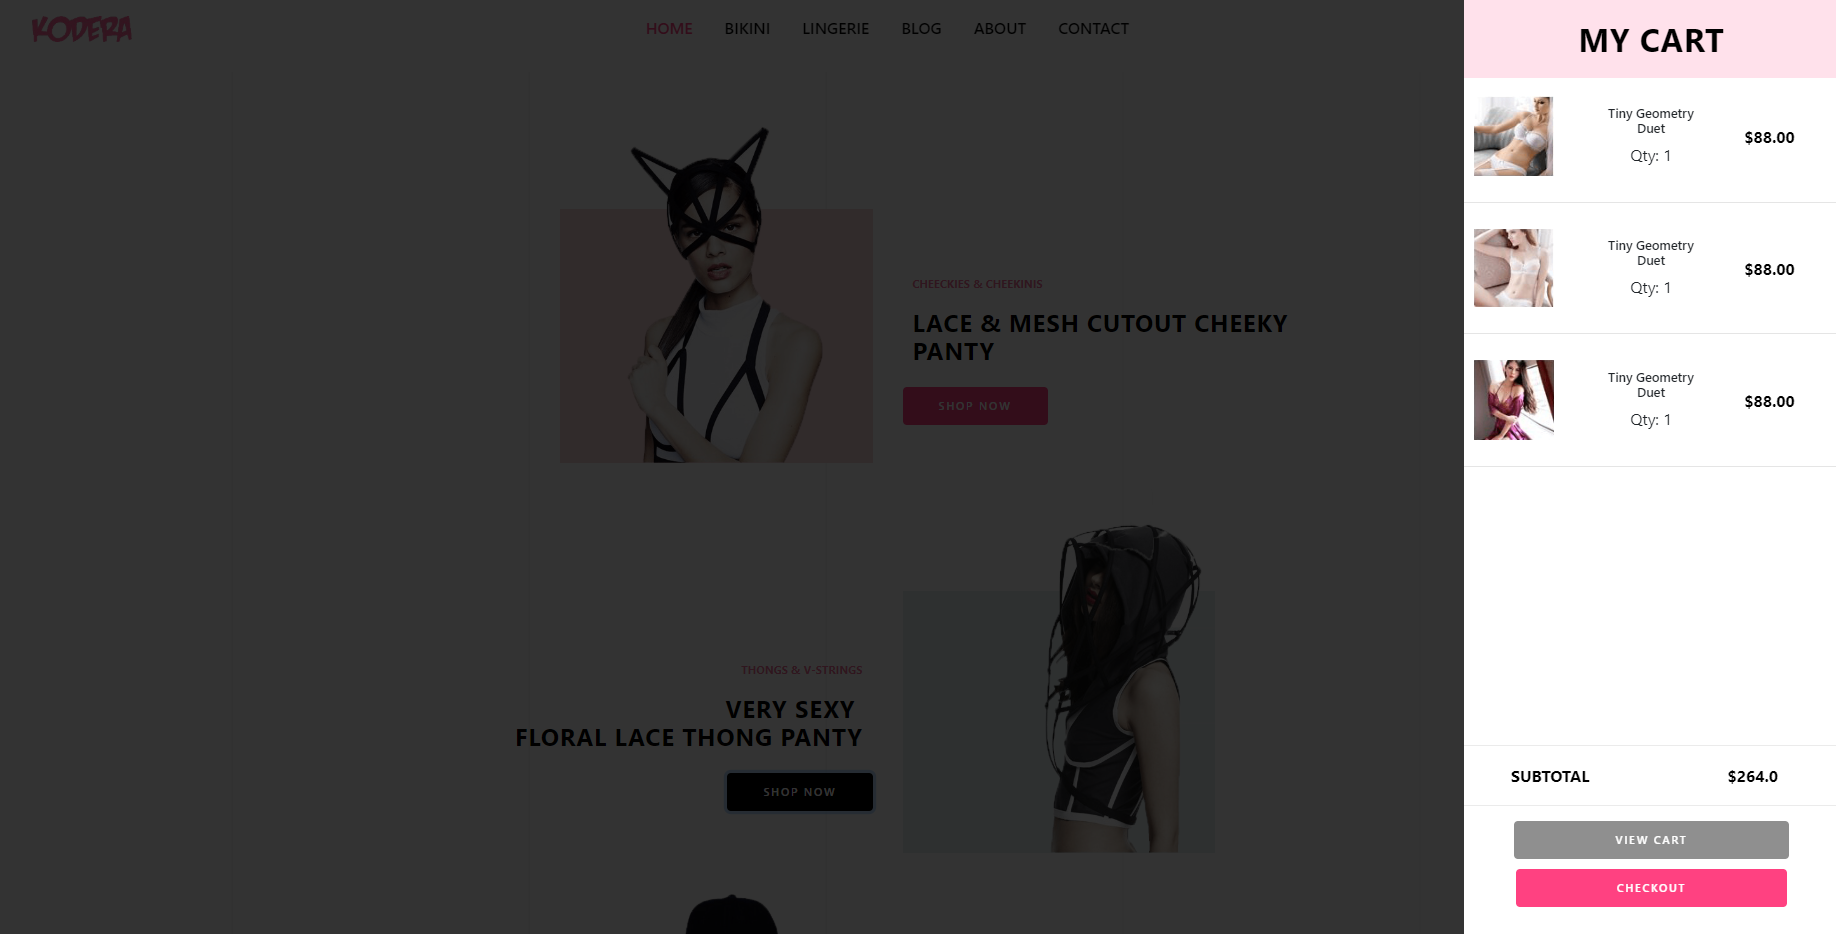 KODERA
HOME BIKINI LINGERIE BLOG ABOUT CONTACT
CHEECKIES & CHEEKINIS
LACE & MESH CUTOUT CHEEKY
PANTY
SHOP NOW
THONGS & V-STRINGS
VERY SEXY
FLORAL LACE THONG PANTY
SHOP NOW
MY CART
Tiny Geometry
Duet
Qty: 1
$88.00
Tiny Geometry
Duet
Qty: 1
$88.00
Tiny Geometry
Duet
Qty: 1
$88.00
SUBTOTAL $264.0
VIEW CART
CHECKOUT